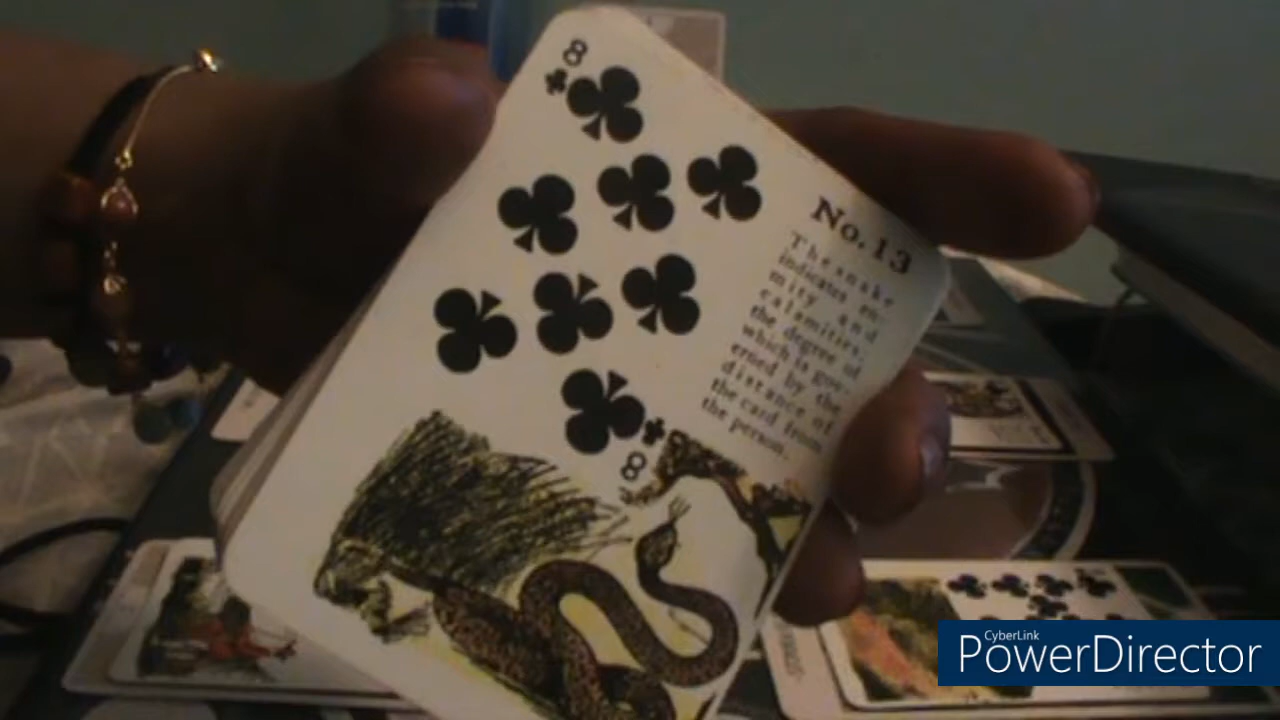 8
No. 13
The snake
indicates en-
mity and
calamities,
the degree of
which is gov-
erned by the
distance of
the card from
the person.
8
CyberLink
PowerDirector